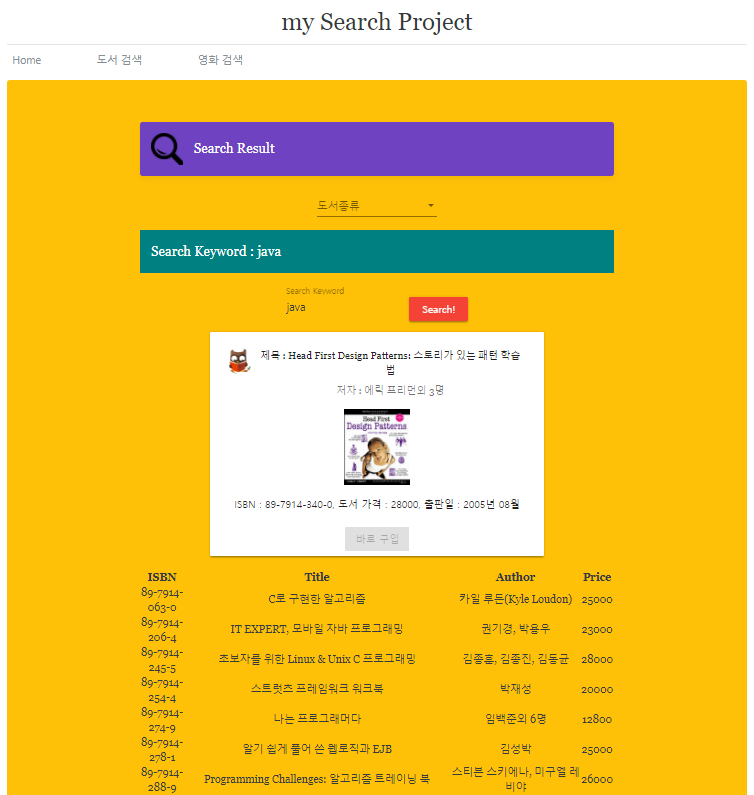 my Search Project
Home 도서 검색 영화 검색
Search Result
도서종류
Search Keyword : java
Search Keyword
java
Search!
제목 : Head First Design Patterns: 스토리가 있는 패턴 학습
법
저자 : 에릭 프리먼외 3명
Head First
Design Patterns
ISBN : 89-7914-340-0, 도서 가격 : 28000, 출판일 : 2005년 08월
바로 구입
ISBN Title Author Price
89-7914-
063-0 C로 구현한 알고리즘 카일 루든(Kyle Loudon) 25000
89-7914-
206-4 IT EXPERT, 모바일 자바 프로그래밍 권기경, 박용우 23000
89-7914-
245-5 초보자를 위한 Linux & Unix C 프로그래밍 김종훈, 김종진, 김동균 28000
89-7914-
254-4 스트럿츠 프레임워크 워크북 박재성 20000
89-7914-
274-9 나는 프로그래머다 임백준외 6명 12800
89-7914-
278-1 알기 쉽게 풀어 쓴 웹로직과 EJB 김성박 25000
89-7914-
288-9 Programming Challenges: 알고리즘 트레이닝 북 스티븐 스키에나, 미구엘 레
비야 26000